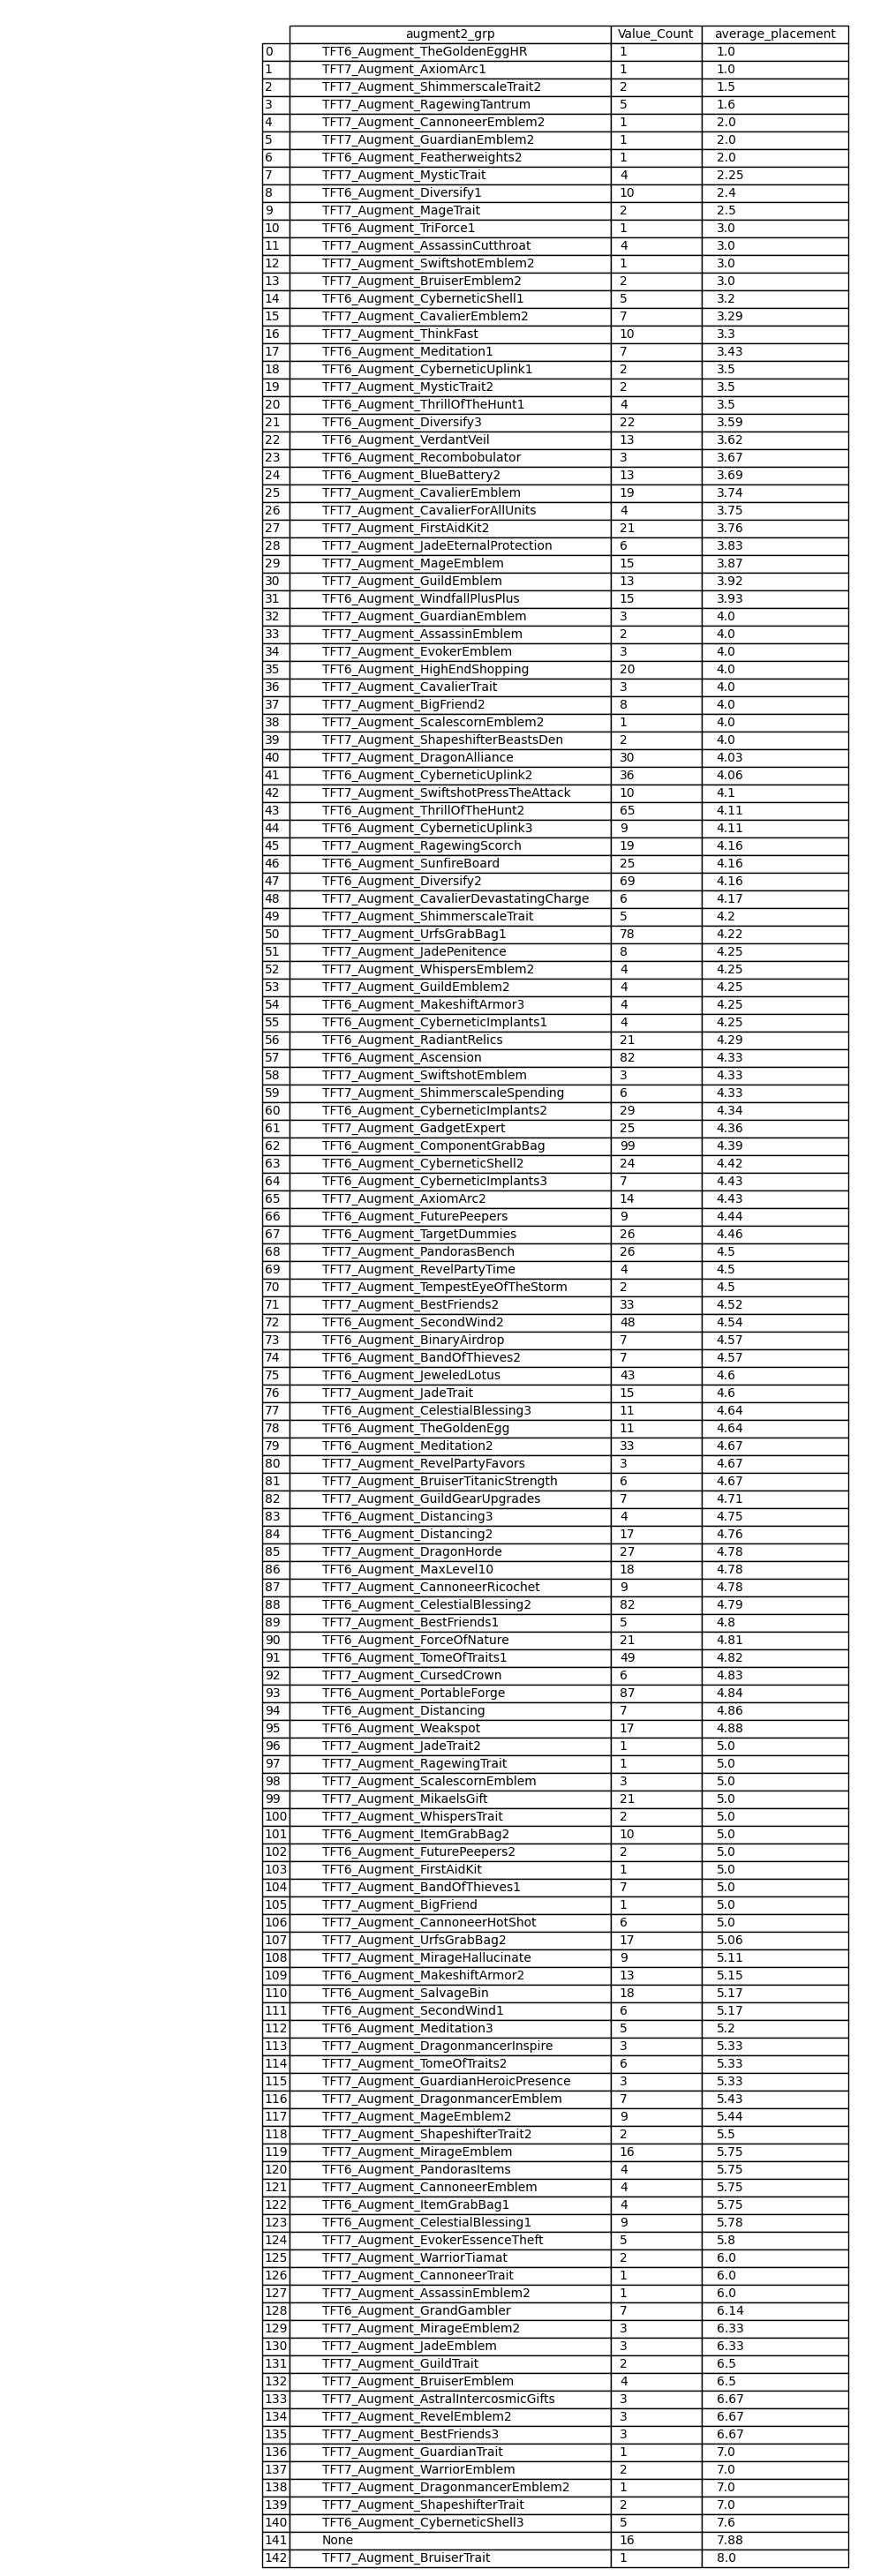 augment2_grp Value_Count average_placement
0 TFT6_Augment_TheGoldenEggHR 1 1.0
1 TFT7_Augment_AxiomArc1 1 1.0
2 TFT7_Augment_ShimmerscaleTrait2 2 1.5
3 TFT7_Augment_RagewingTantrum 5 1.6
4 TFT7_Augment_CannoneerEmblem2 1 2.0
5 TFT7_Augment_GuardianEmblem2 1 2.0
6 TFT6_Augment_Featherweights2 1 2.0
7 TFT7_Augment_MysticTrait 4 2.25
8 TFT6_Augment_Diversify1 10 2.4
9 TFT7_Augment_MageTrait 2 2.5
10 TFT6_Augment_TriForce1 1 3.0
11 TFT7_Augment_AssassinCutthroat 4 3.0
12 TFT7_Augment_SwiftshotEmblem2 1 3.0
13 TFT7_Augment_BruiserEmblem2 2 3.0
14 TFT6_Augment_CyberneticShell1 5 3.2
15 TFT7_Augment_CavalierEmblem2 7 3.29
16 TFT7_Augment_ThinkFast 10 3.3
17 TFT6_Augment_Meditation1 7 3.43
18 TFT6_Augment_CyberneticUplink1 2 3.5
19 TFT7_Augment_MysticTrait2 2 3.5
20 TFT6_Augment_ThrillOfTheHunt1 4 3.5
21 TFT6_Augment_Diversify3 22 3.59
22 TFT6_Augment_VerdantVeil 13 3.62
23 TFT6_Augment_Recombobulator 3 3.67
24 TFT6_Augment_BlueBattery2 13 3.69
25 TFT7_Augment_CavalierEmblem 19 3.74
26 TFT7_Augment_CavalierForAllUnits 4 3.75
27 TFT7_Augment_FirstAidKit2 21 3.76
28 TFT7_Augment_JadeEternalProtection 6 3.83
29 TFT7_Augment_MageEmblem 15 3.87
30 TFT7_Augment_GuildEmblem 13 3.92
31 TFT6_Augment_WindfallPlusPlus 15 3.93
32 TFT7_Augment_GuardianEmblem 3 4.0
33 TFT7_Augment_AssassinEmblem 2 4.0
34 TFT7_Augment_EvokerEmblem 3 4.0
35 TFT6_Augment_HighEndShopping 20 4.0
36 TFT7_Augment_CavalierTrait 3 4.0
37 TFT7_Augment_BigFriend2 8 4.0
38 TFT7_Augment_ScalescornEmblem2 1 4.0
39 TFT7_Augment_ShapeshifterBeastsDen 2 4.0
40 TFT7_Augment_DragonAlliance 30 4.03
41 TFT6_Augment_CyberneticUplink2 36 4.06
42 TFT7_Augment_SwiftshotPressTheAttack 10 4.1
43 TFT6_Augment_ThrillOfTheHunt2 65 4.11
44 TFT6_Augment_CyberneticUplink3 9 4.11
45 TFT7_Augment_RagewingScorch 19 4.16
46 TFT6_Augment_SunfireBoard 25 4.16
47 TFT6_Augment_Diversify2 69 4.16
48 TFT7_Augment_CavalierDevastatingCharge 6 4.17
49 TFT7_Augment_ShimmerscaleTrait 5 4.2
50 TFT7_Augment_UrfsGrabBag1 78 4.22
51 TFT7_Augment_JadePenitence 8 4.25
52 TFT7_Augment_WhispersEmblem2 4 4.25
53 TFT7_Augment_GuildEmblem2 4 4.25
54 TFT6_Augment_MakeshiftArmor3 4 4.25
55 TFT6_Augment_CyberneticImplants1 4 4.25
56 TFT6_Augment_RadiantRelics 21 4.29
57 TFT6_Augment_Ascension 82 4.33
58 TFT7_Augment_SwiftshotEmblem 3 4.33
59 TFT7_Augment_ShimmerscaleSpending 6 4.33
60 TFT6_Augment_CyberneticImplants2 29 4.34
61 TFT7_Augment_GadgetExpert 25 4.36
62 TFT6_Augment_ComponentGrabBag 99 4.39
63 TFT6_Augment_CyberneticShell2 24 4.42
64 TFT6_Augment_CyberneticImplants3 7 4.43
65 TFT7_Augment_AxiomArc2 14 4.43
66 TFT6_Augment_FuturePeepers 9 4.44
67 TFT6_Augment_TargetDummies 26 4.46
68 TFT7_Augment_PandorasBench 26 4.5
69 TFT7_Augment_RevelPartyTime 4 4.5
70 TFT7_Augment_TempestEyeOfTheStorm 2 4.5
71 TFT7_Augment_BestFriends2 33 4.52
72 TFT6_Augment_SecondWind2 48 4.54
73 TFT6_Augment_BinaryAirdrop 7 4.57
74 TFT7_Augment_BandOfThieves2 7 4.57
75 TFT6_Augment_JeweledLotus 43 4.6
76 TFT7_Augment_JadeTrait 15 4.6
77 TFT6_Augment_CelestialBlessing3 11 4.64
78 TFT6_Augment_TheGoldenEgg 11 4.64
79 TFT6_Augment_Meditation2 33 4.67
80 TFT7_Augment_RevelPartyFavors 3 4.67
81 TFT7_Augment_BruiserTitanicStrength 6 4.67
82 TFT7_Augment_GuildGearUpgrades 7 4.71
83 TFT6_Augment_Distancing3 4 4.75
84 TFT6_Augment_Distancing2 17 4.76
85 TFT7_Augment_DragonHorde 27 4.78
86 TFT6_Augment_MaxLevel10 18 4.78
87 TFT7_Augment_CannoneerRicochet 9 4.78
88 TFT6_Augment_CelestialBlessing2 82 4.79
89 TFT7_Augment_BestFriends1 5 4.8
90 TFT6_Augment_ForceOfNature 21 4.81
91 TFT6_Augment_TomeOfTraits1 49 4.82
92 TFT7_Augment_CursedCrown 6 4.83
93 TFT6_Augment_PortableForge 87 4.84
94 TFT6_Augment_Distancing 7 4.86
95 TFT6_Augment_Weakspot 17 4.88
96 TFT7_Augment_JadeTrait2 1 5.0
97 TFT7_Augment_RagewingTrait 1 5.0
98 TFT7_Augment_ScalescornEmblem 3 5.0
99 TFT7_Augment_MikaelsGift 21 5.0
100 TFT7_Augment_WhispersTrait 2 5.0
101 TFT6_Augment_ItemGrabBag2 10 5.0
102 TFT6_Augment_FuturePeepers2 2 5.0
103 TFT6_Augment_FirstAidKit 1 5.0
104 TFT7_Augment_BandOfThieves1 7 5.0
105 TFT7_Augment_BigFriend 1 5.0
106 TFT7_Augment_CannoneerHotShot 6 5.0
107 TFT7_Augment_UrfsGrabBag2 17 5.06
108 TFT7_Augment_MirageHallucinate 9 5.11
109 TFT6_Augment_MakeshiftArmor2 13 5.15
110 TFT6_Augment_SalvageBin 18 5.17
111 TFT6_Augment_SecondWind1 6 5.17
112 TFT6_Augment_Meditation3 5 5.2
113 TFT7_Augment_DragonmancerInspire 3 5.33
114 TFT7_Augment_TomeOfTraits2 6 5.33
115 TFT7_Augment_GuardianHeroicPresence 3 5.33
116 TFT7_Augment_DragonmancerEmblem 7 5.43
117 TFT7_Augment_MageEmblem2 9 5.44
118 TFT7_Augment_ShapeshifterTrait2 2 5.5
119 TFT7_Augment_MirageEmblem 16 5.75
120 TFT6_Augment_PandorasItems 4 5.75
121 TFT7_Augment_CannoneerEmblem 4 5.75
122 TFT6_Augment_ItemGrabBag1 4 5.75
123 TFT6_Augment_CelestialBlessing1 9 5.78
124 TFT7_Augment_EvokerEssenceTheft 5 5.8
125 TFT7_Augment_WarriorTiamat 2 6.0
126 TFT7_Augment_CannoneerTrait 1 6.0
127 TFT7_Augment_AssassinEmblem2 1 6.0
128 TFT6_Augment_GrandGambler 7 6.14
129 TFT7_Augment_MirageEmblem2 3 6.33
130 TFT7_Augment_JadeEmblem 3 6.33
131 TFT7_Augment_GuildTrait 2 6.5
132 TFT7_Augment_BruiserEmblem 4 6.5
133 TFT7_Augment_AstralIntercosmicGifts 3 6.67
134 TFT7_Augment_RevelEmblem2 3 6.67
135 TFT7_Augment_BestFriends3 3 6.67
136 TFT7_Augment_GuardianTrait 1 7.0
137 TFT7_Augment_WarriorEmblem 2 7.0
138 TFT7_Augment_DragonmancerEmblem2 1 7.0
139 TFT7_Augment_ShapeshifterTrait 2 7.0
140 TFT6_Augment_CyberneticShell3 5 7.6
141 None 16 7.88
142 TFT7_Augment_BruiserTrait 1 8.0